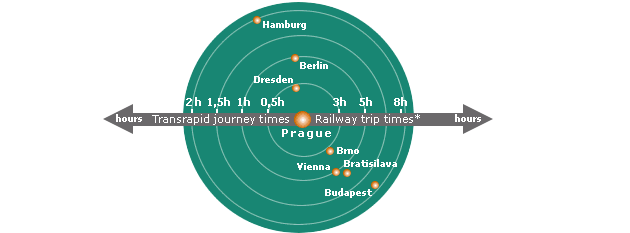 Hamburg
Berlin
Dresden
2 h 1,5h 1h 0,5h 3h 5h 8h
hours Transrapid journey times Railway trip times* hours
Prague
Brno
Bratisilava
Vienna
Budapest